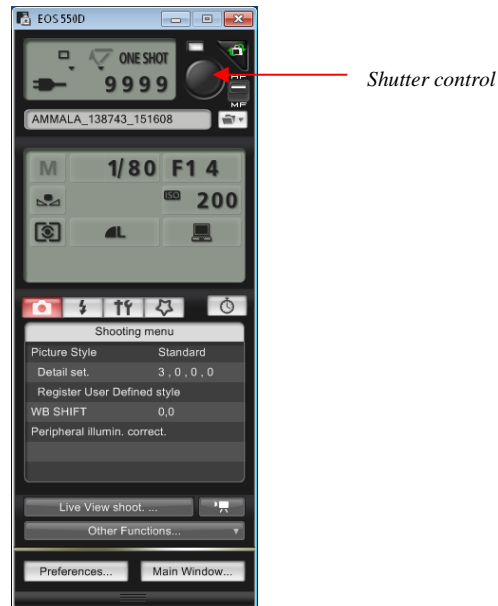 EOS 550D
ONE SHOT
9999
AF
MF
Shutter control
AMMALA_138743_151608
M 1/80 F14
ISO 200
L
Shooting menu
Picture Style Standard
Detail set. 3 , 0 , 0 , 0
Register User Defined style
WB SHIFT 0,0
Peripheral illumin. correct.
Live View shoot. ...
Other Functions...
Preferences... Main Window...